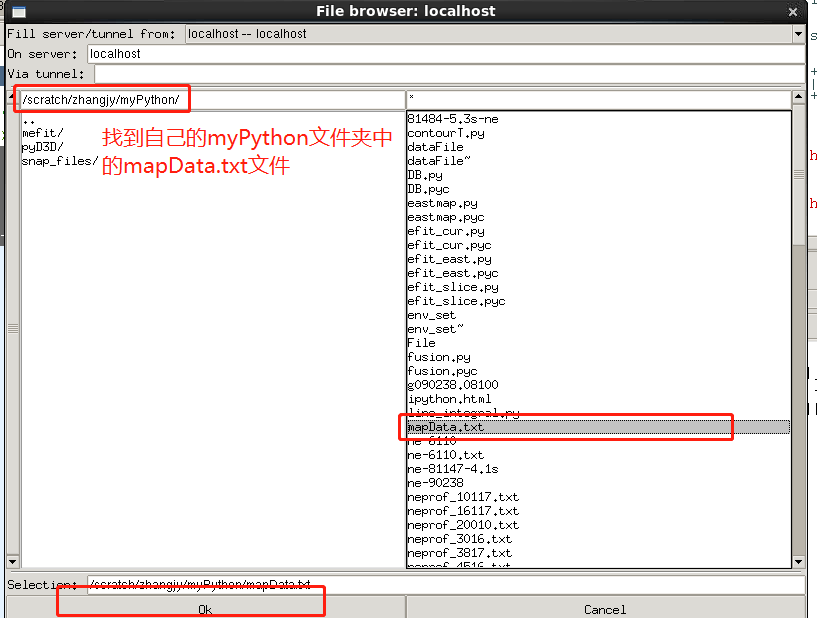 File browser: localhost
Fill server/tunnel from: localhost -- localhost
On server: localhost
Via tunnel:
/scratch/zhangjy/myPython/
*
..
mefit/
pyD3D/
snap_files/
找到自己的myPython文件夹中
的mapData.txt文件
81484-5.3s-ne
contourT.py
dataFile
dataFile~
DB.py
DB.pyc
eastmap.py
eastmap.pyc
efit_cur.py
efit_cur.pyc
efit_east.py
efit_east.pyc
efit_slice.py
efit_slice.pyc
env_set
env_set~
File
fusion.py
fusion.pyc
g090238.08100
ipython.html
line_integral.py
mapData.txt
ne-6110
ne-6110.txt
ne-81147-4.1s
ne-90238
neprof_10117.txt
neprof_16117.txt
neprof_20010.txt
neprof_3016.txt
neprof_3817.txt
neprof_4516.txt
Selection: /scratch/zhangjy/myPython/mapData.txt
Ok
Cancel